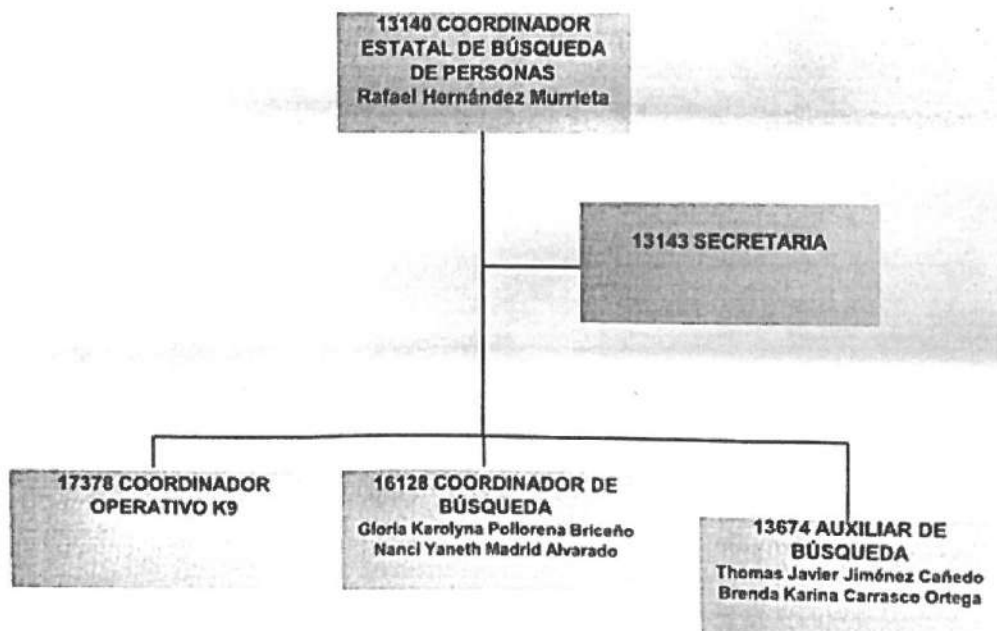 13140 COORDINADOR
ESTATAL DE BÚSQUEDA
DE PERSONAS
Rafael Hernández Murrieta
13143 SECRETARIA
17378 COORDINADOR
OPERATIVO K9
16128 COORDINADOR DE
BÚSQUEDA
Gloria Karolyna Pollorena Briceño
Nanci Yaneth Madrid Alvarado
13674 AUXILIAR DE
BÚSQUEDA
Thomas Javier Jiménez Cañedo
Brenda Karina Carrasco Ortega